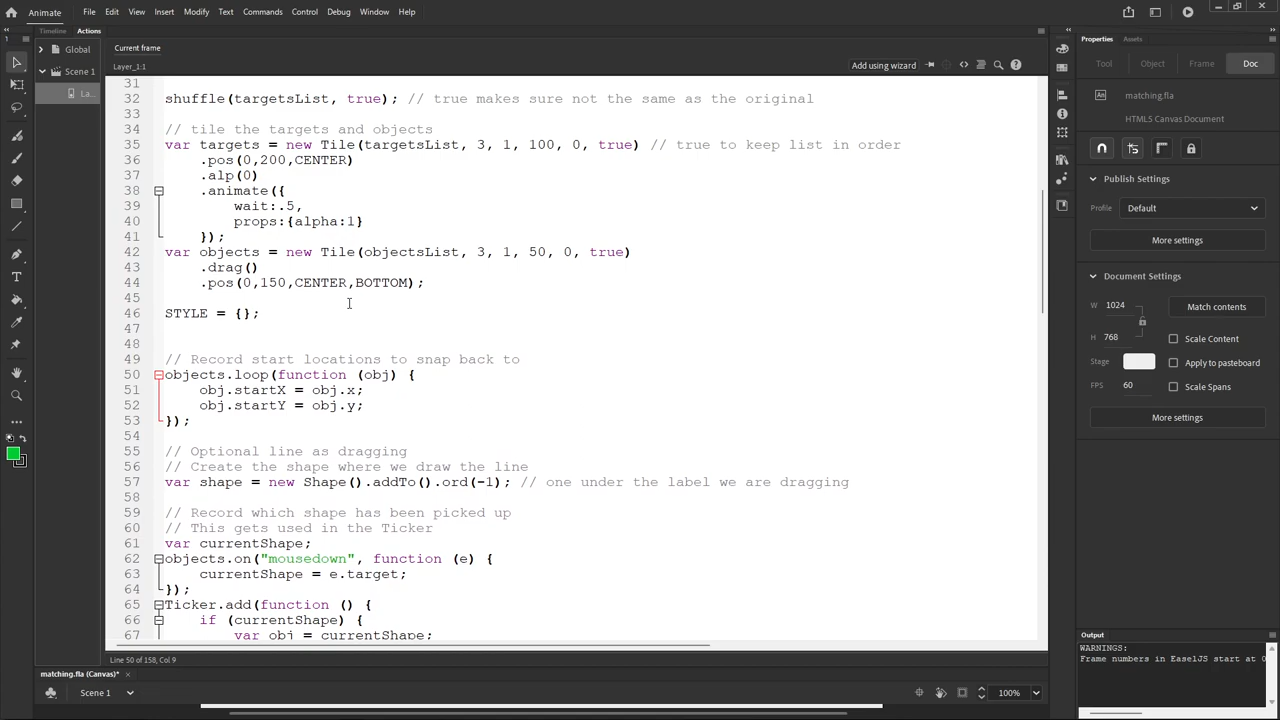 Animate File Edit View Insert Modify Text Commands Control Debug Window Help
Timeline Actions
Global
Scene 1
La...
Current frame
Layer_1:1
Add using wizard
31
32 shuffle(targetsList, true); // true makes sure not the same as the original
33
34 // tile the targets and objects
35 var targets = new Tile(targetsList, 3, 1, 100, 0, true) // true to keep list in order
36 .pos(0,200,CENTER)
37 .alp(0)
38 .animate({
39 wait:.5,
40 props:{alpha:1}
41 });
42 var objects = new Tile(objectsList, 3, 1, 50, 0, true)
43 .drag()
44 .pos(0,150,CENTER,BOTTOM);
45
46 STYLE = {};
47
48
49 // Record start locations to snap back to
50 objects.loop(function (obj) {
51 obj.startX = obj.x;
52 obj.startY = obj.y;
53 });
54
55 // Optional line as dragging
56 // Create the shape where we draw the line
57 var shape = new Shape().addTo().ord(-1); // one under the label we are dragging
58
59 // Record which shape has been picked up
60 // This gets used in the Ticker
61 var currentShape;
62 objects.on("mousedown", function (e) {
63 currentShape = e.target;
64 });
65 Ticker.add(function () {
66 if (currentShape) {
67 var obj = currentShape;
Line 50 of 158, Col 9
matching.fla (Canvas)* ×
Scene 1
100%
Properties Assets
Tool Object Frame Doc
An matching.fla
HTML5 Canvas Document
Publish Settings
Profile Default
More settings
Document Settings
W 1024 Match contents
H 768 Scale Content
Stage Apply to pasteboard
FPS 60 Scale Spans
More settings
Output
WARNINGS:
Frame numbers in EaselJS start at 0